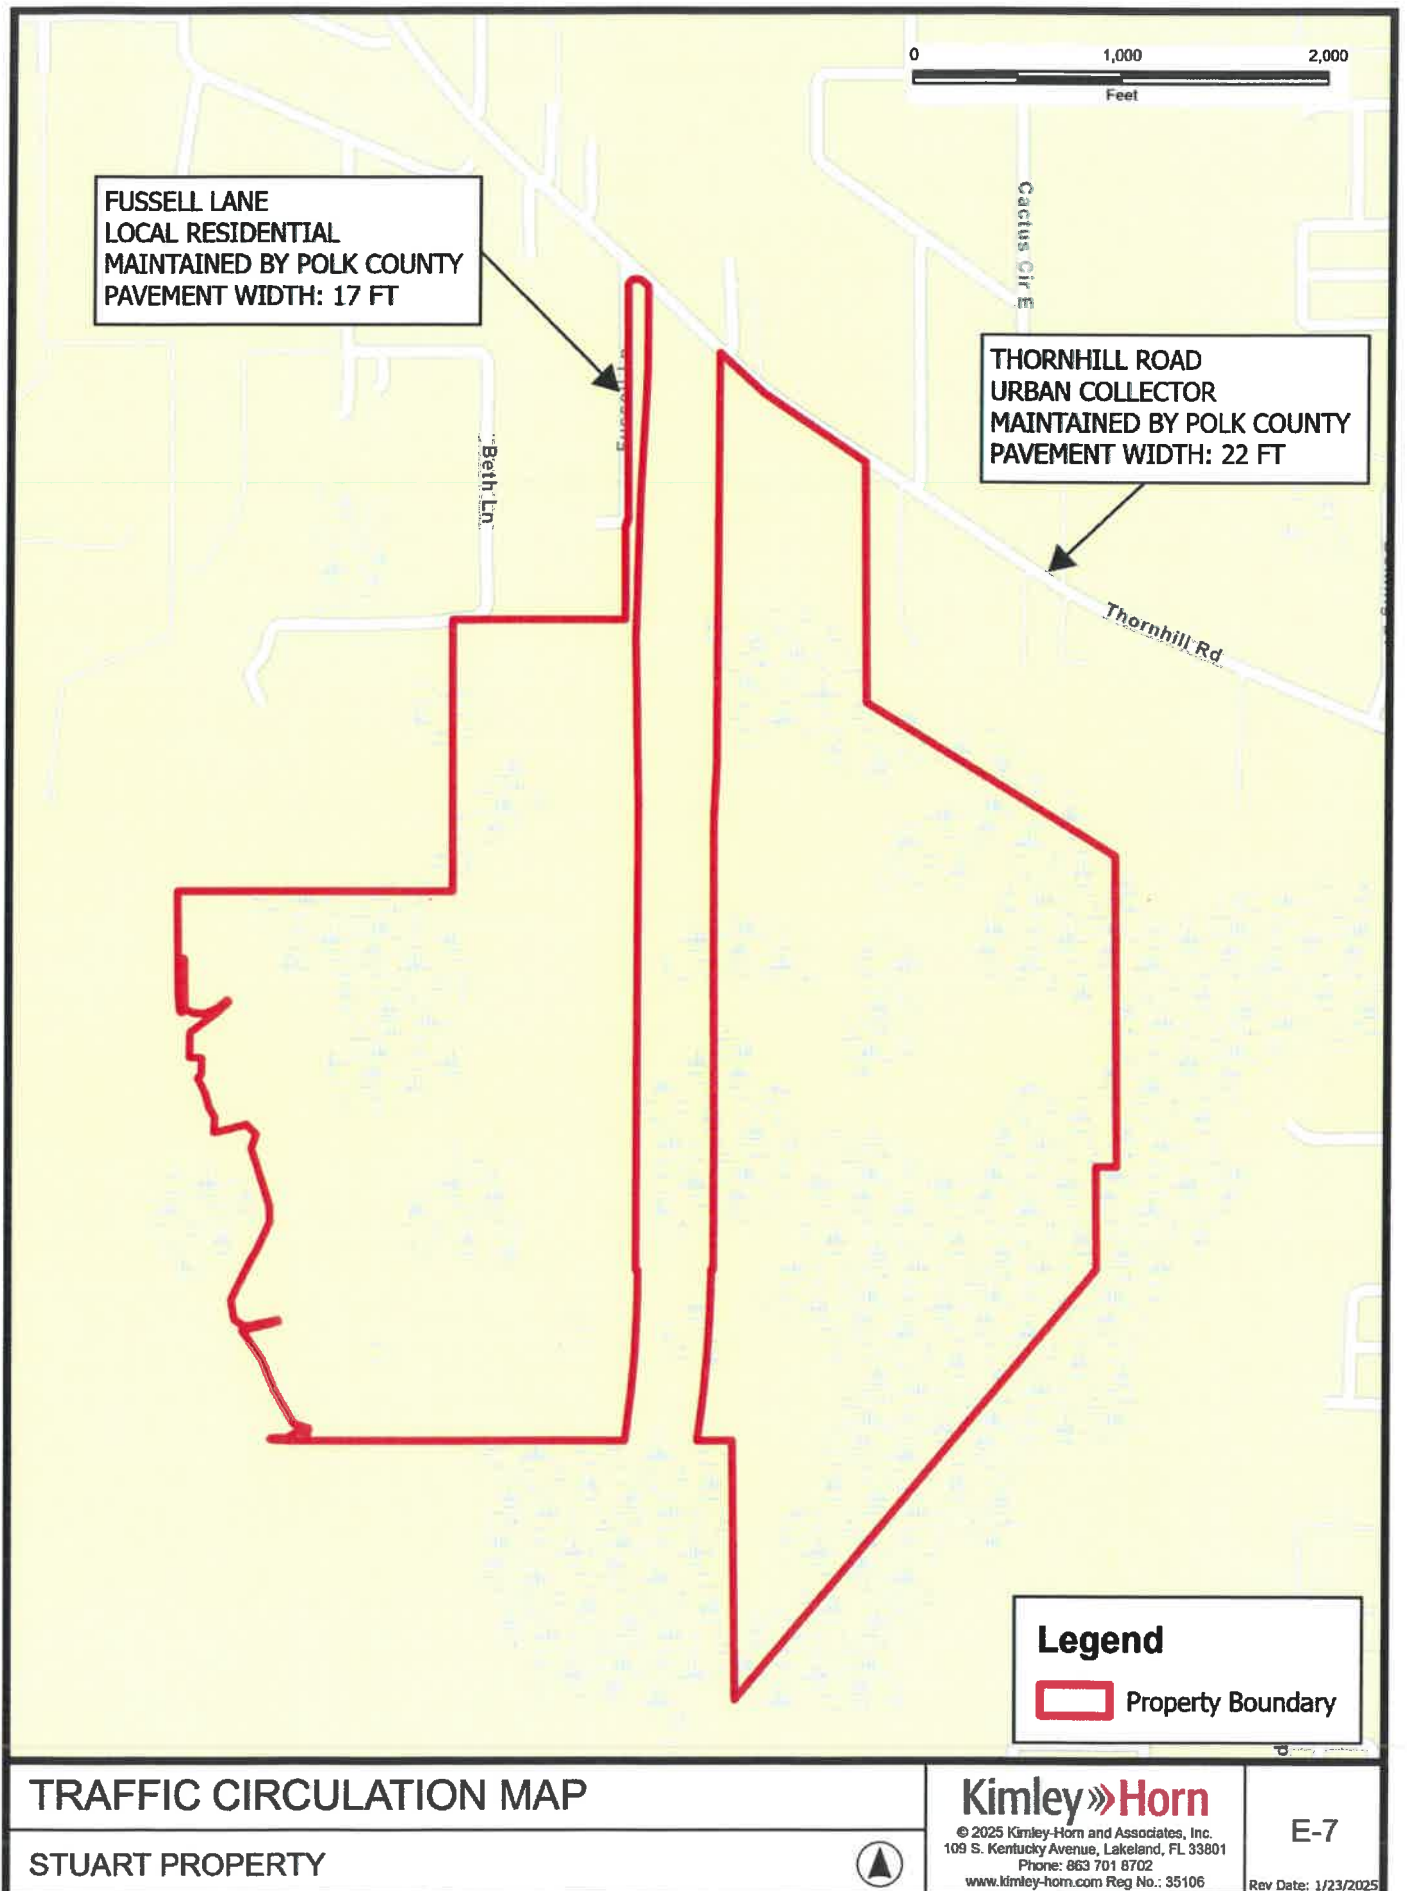 0 1,000 2,000
Feet
FUSSELL LANE
LOCAL RESIDENTIAL
MAINTAINED BY POLK COUNTY
PAVEMENT WIDTH: 17 FT
Cactus Cir E
THORNHILL ROAD
URBAN COLLECTOR
MAINTAINED BY POLK COUNTY
PAVEMENT WIDTH: 22 FT
Fussell Ln
Beth Ln
Thornhill Rd
Legend
Property Boundary
TRAFFIC CIRCULATION MAP
STUART PROPERTY
Kimley»Horn
© 2025 Kimley-Horn and Associates, Inc.
109 S. Kentucky Avenue, Lakeland, FL 33801
Phone: 863 701 8702
www.kimley-horn.com Reg No.: 35106
E-7
Rev Date: 1/23/2025